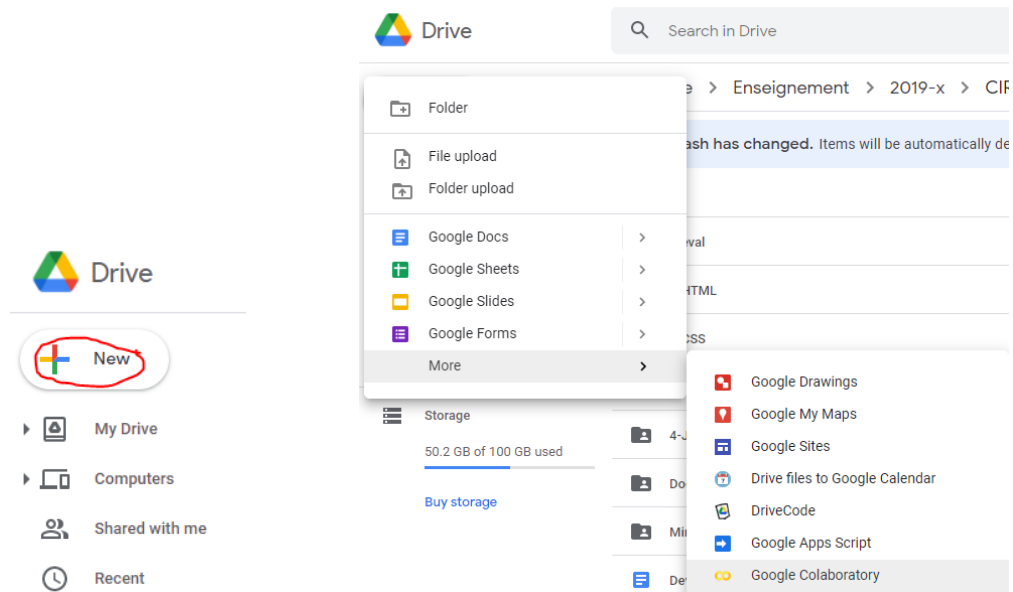 Drive
New
My Drive
Computers
Shared with me
Recent
Drive
Search in Drive
Enseignement > 2019-x >
has changed. Items will be automatically
Folder
File upload
Folder upload
Google Docs
Google Sheets
Google Slides
Google Forms
More
HTML
Storage
50.2 GB of 100 GB used
Buy storage
Google Drawings
Google My Maps
Google Sites
Drive files to Google Calendar
DriveCode
Google Apps Script
Google Colaboratory